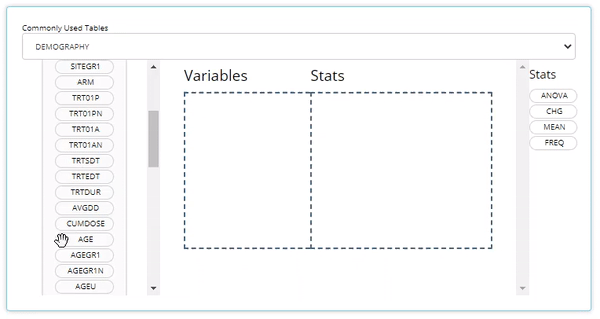 Commonly Used Tables
DEMOGRAPHY
SITEGR1
ARM
TRT01P
TRT01PN
TRT01A
TRT01AN
TRTSDT
TRTEDT
TRTDUR
AVGDD
CUMDOSE
AGE
AGEGR1
AGEGR1N
AGEU
Variables
Stats
Stats
ANOVA
CHG
MEAN
FREQ